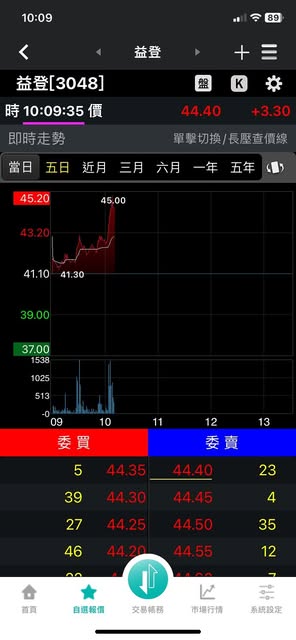 10:09
89
益登
益登[3048]
盤
K
時 10:09:35 價 44.40 +3.30
即時走勢 單擊切換/長壓查價線
當日 五日 近月 三月 六月 一年 五年
45.20
45.00
43.20
41.10
41.30
39.00
37.00
1538
1025
513
-0
09 10 11 12 13
委買 委賣
5 44.35 44.40 23
39 44.30 44.45 4
27 44.25 44.50 35
46 44.20 44.55 12
首頁 自選報價 交易帳務 市場行情 系統設定